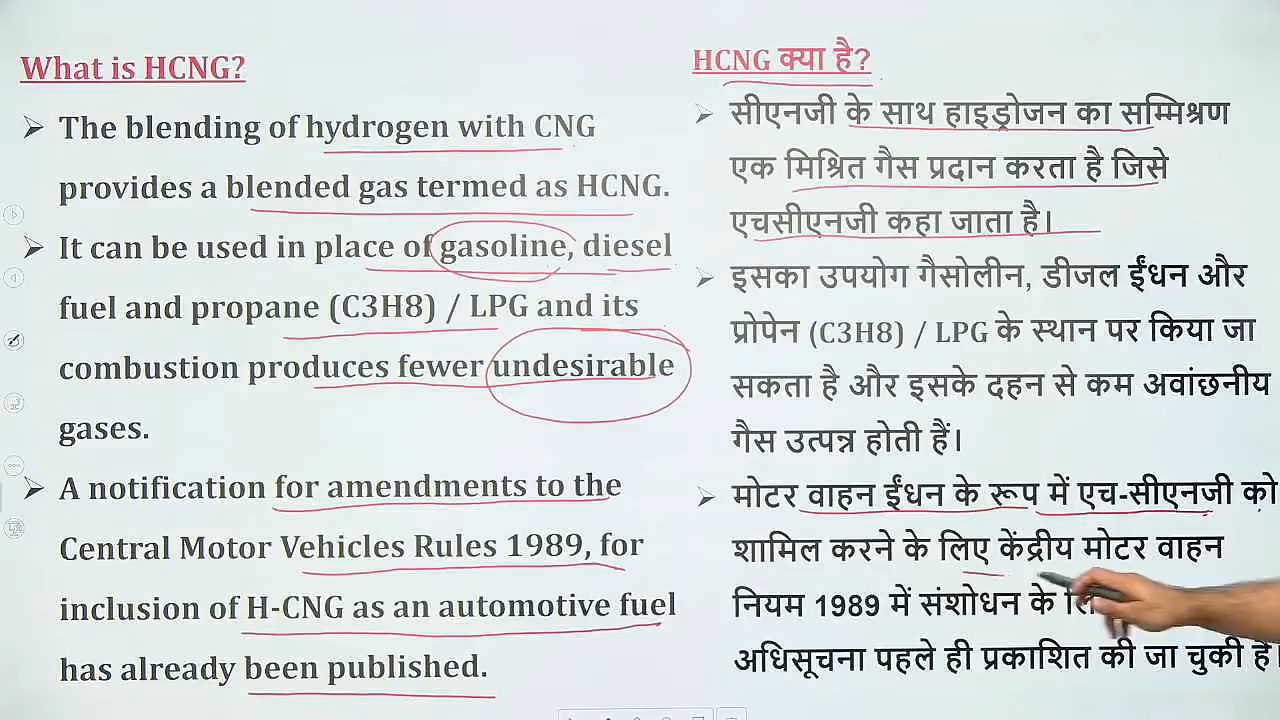 What is HCNG?
The blending of hydrogen with CNG
provides a blended gas termed as HCNG.
It can be used in place of gasoline, diesel
fuel and propane (C3H8) / LPG and its
combustion produces fewer undesirable
gases.
A notification for amendments to the
Central Motor Vehicles Rules 1989, for
inclusion of H-CNG as an automotive fuel
has already been published.
HCNG क्या है?
सीएनजी के साथ हाइड्रोजन का सम्मिश्रण
एक मिश्रित गैस प्रदान करता है जिसे
एचसीएनजी कहा जाता है।
इसका उपयोग गैसोलीन, डीजल ईंधन और
प्रोपेन (C3H8) / LPG के स्थान पर किया जा
सकता है और इसके दहन से कम अवांछनीय
गैस उत्पन्न होती हैं।
मोटर वाहन ईंधन के रूप में एच-सीएनजी को
शामिल करने के लिए केंद्रीय मोटर वाहन
नियम 1989 में संशोधन के
अधिसूचना पहले ही प्रकाशित की जा चुकी है।